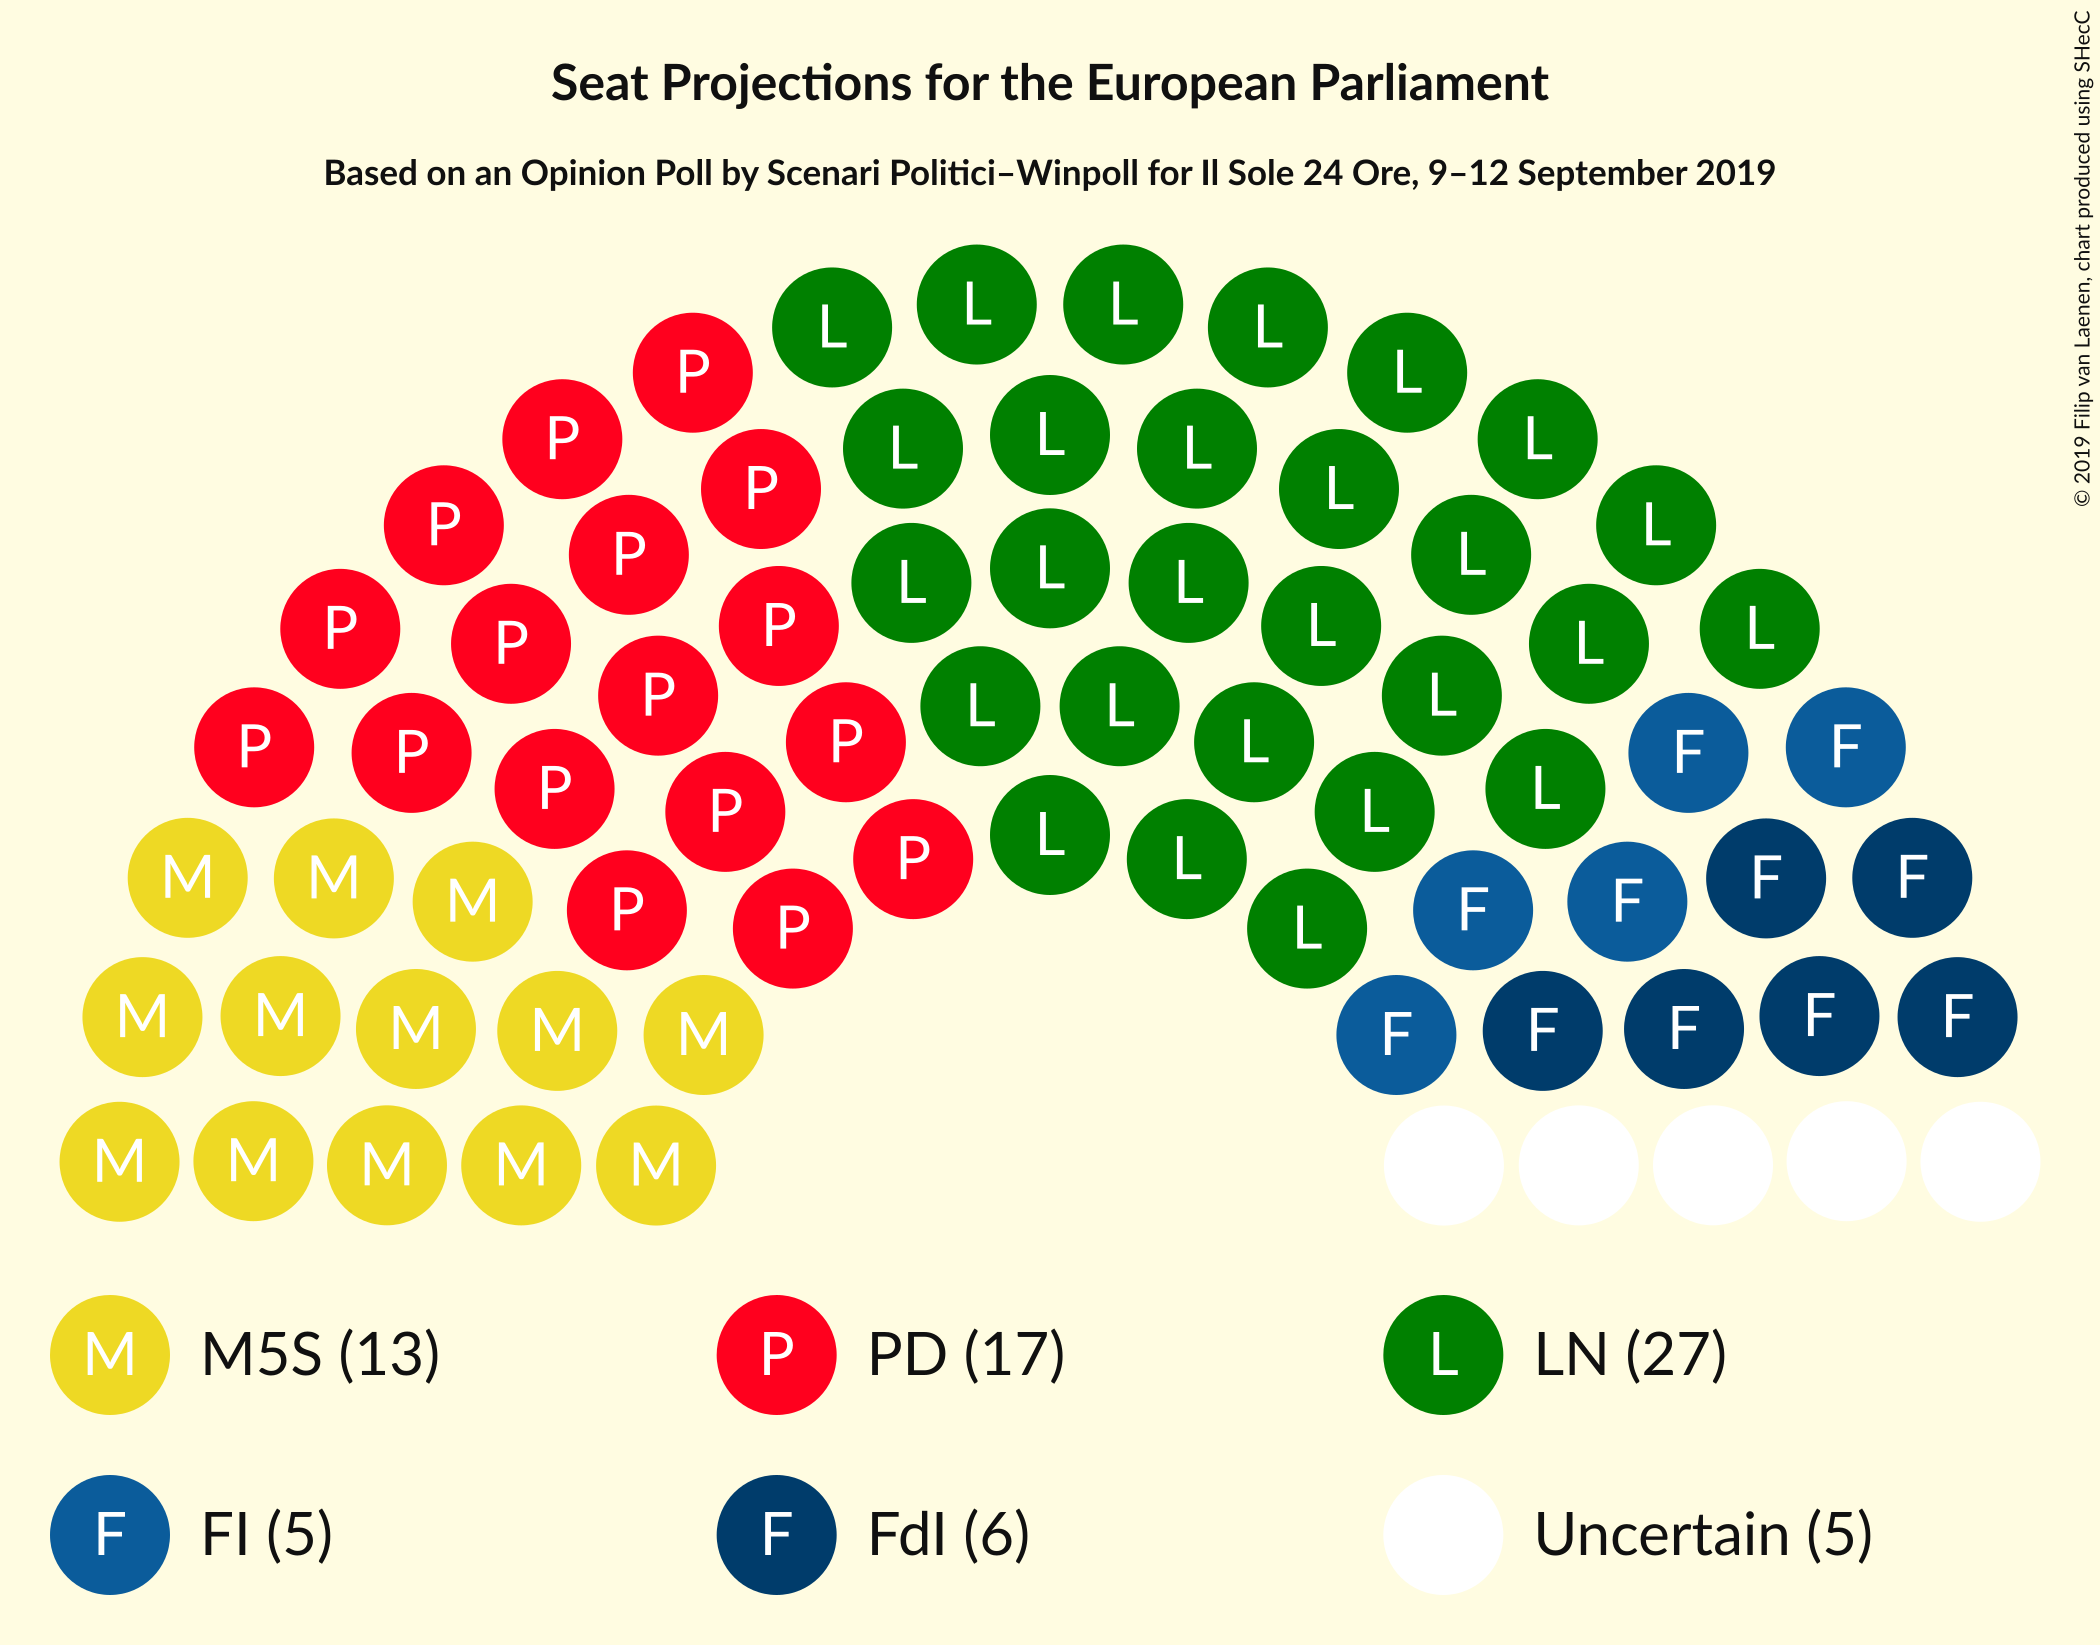 Seat Projections for the European Parliament
Based on an Opinion Poll by Scenari Politici–Winpoll for Il Sole 24 Ore, 9–12 September 2019
© 2019 Filip van Laenen, chart produced using SHecC
L L
L L
P L
L L L
P P L L L
P L L L
P P L L
P P L L L
P P L L L
P P L F F
P P L L
P P L L
M M M P P L F F F F
M M M M M F F F F F
M M M M M
M M5S (13) P PD (17) L LN (27)
F FI (5) F FdI (6) Uncertain (5)